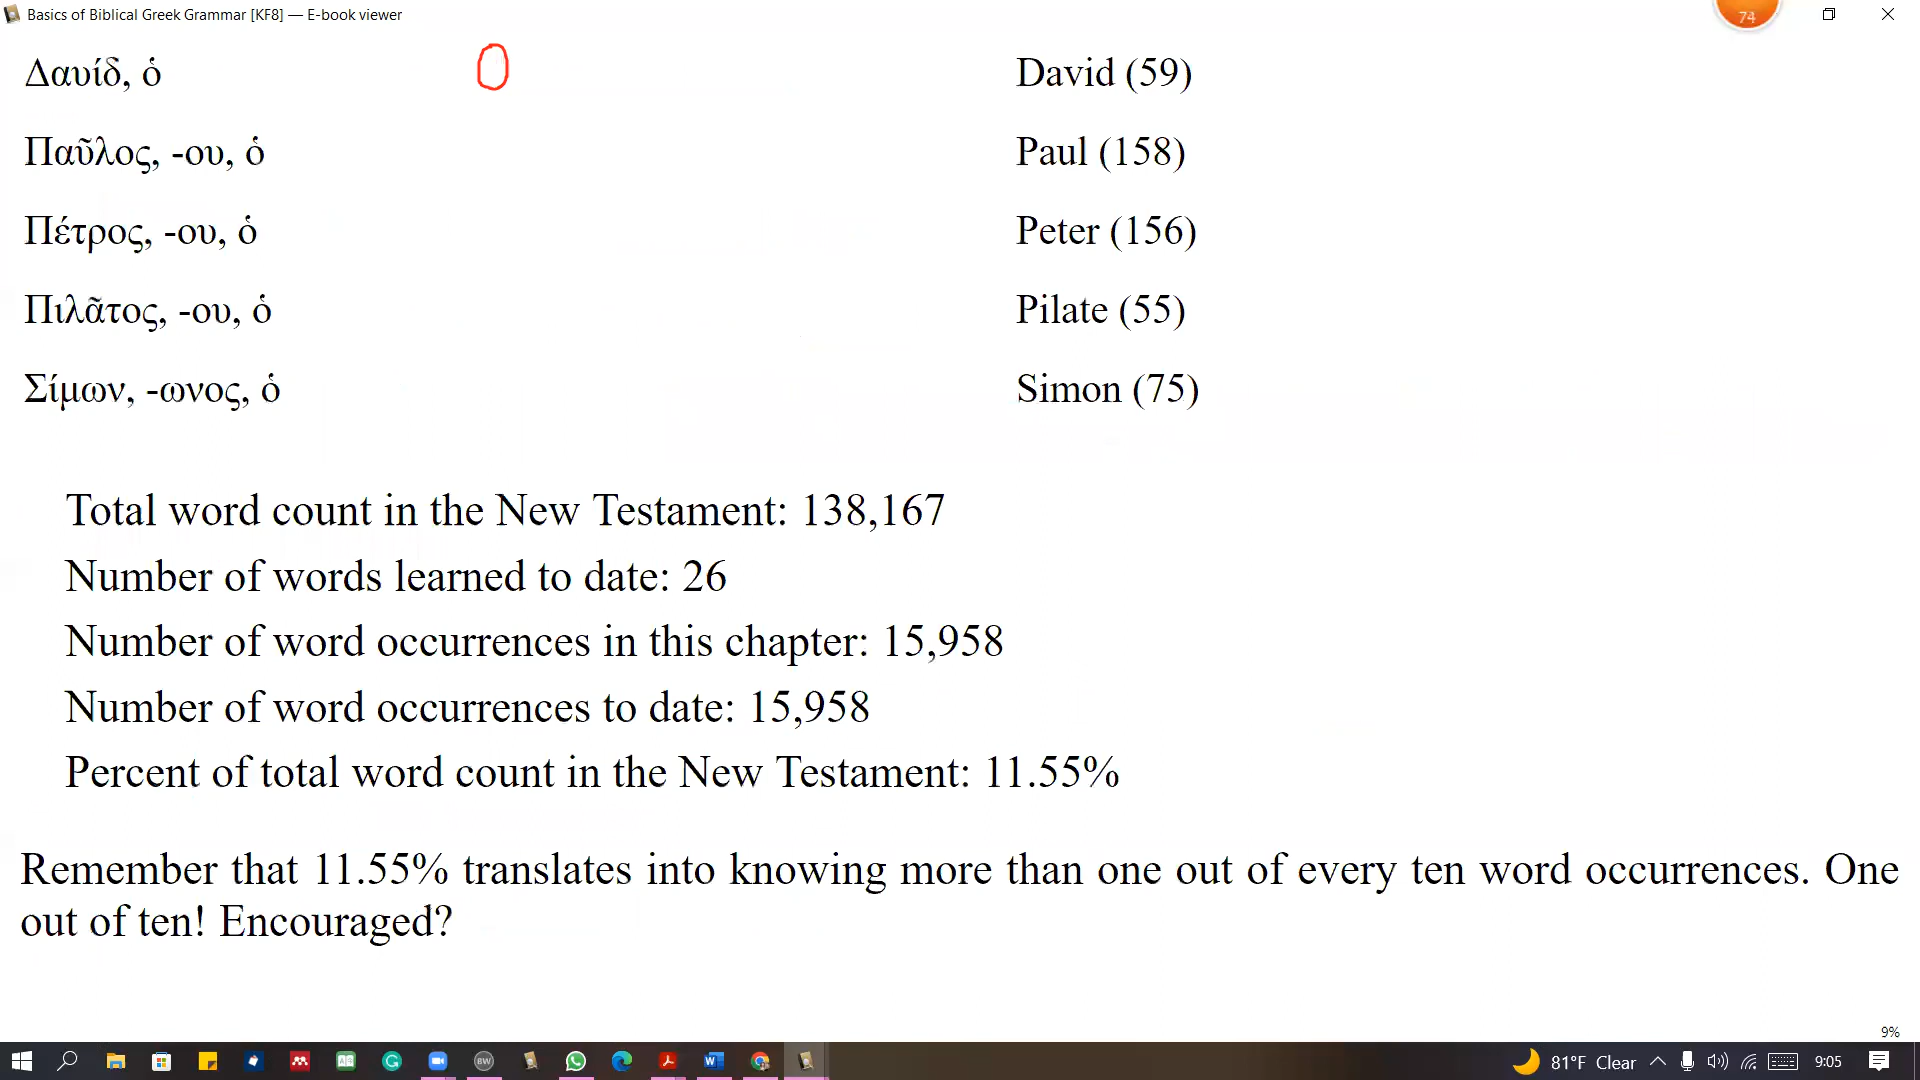 Basics of Biblical Greek Grammar [KF8] — E-book viewer
74
Δαυίδ, ὁ
David (59)
Παῦλος, -ου, ὁ
Paul (158)
Πέτρος, -ου, ὁ
Peter (156)
Πιλᾶτος, -ου, ὁ
Pilate (55)
Σίμων, -ωνος, ὁ
Simon (75)
Total word count in the New Testament: 138,167
Number of words learned to date: 26
Number of word occurrences in this chapter: 15,958
Number of word occurrences to date: 15,958
Percent of total word count in the New Testament: 11.55%
Remember that 11.55% translates into knowing more than one out of every ten word occurrences. One
out of ten! Encouraged?
9%
BW
81°F Clear
9:05